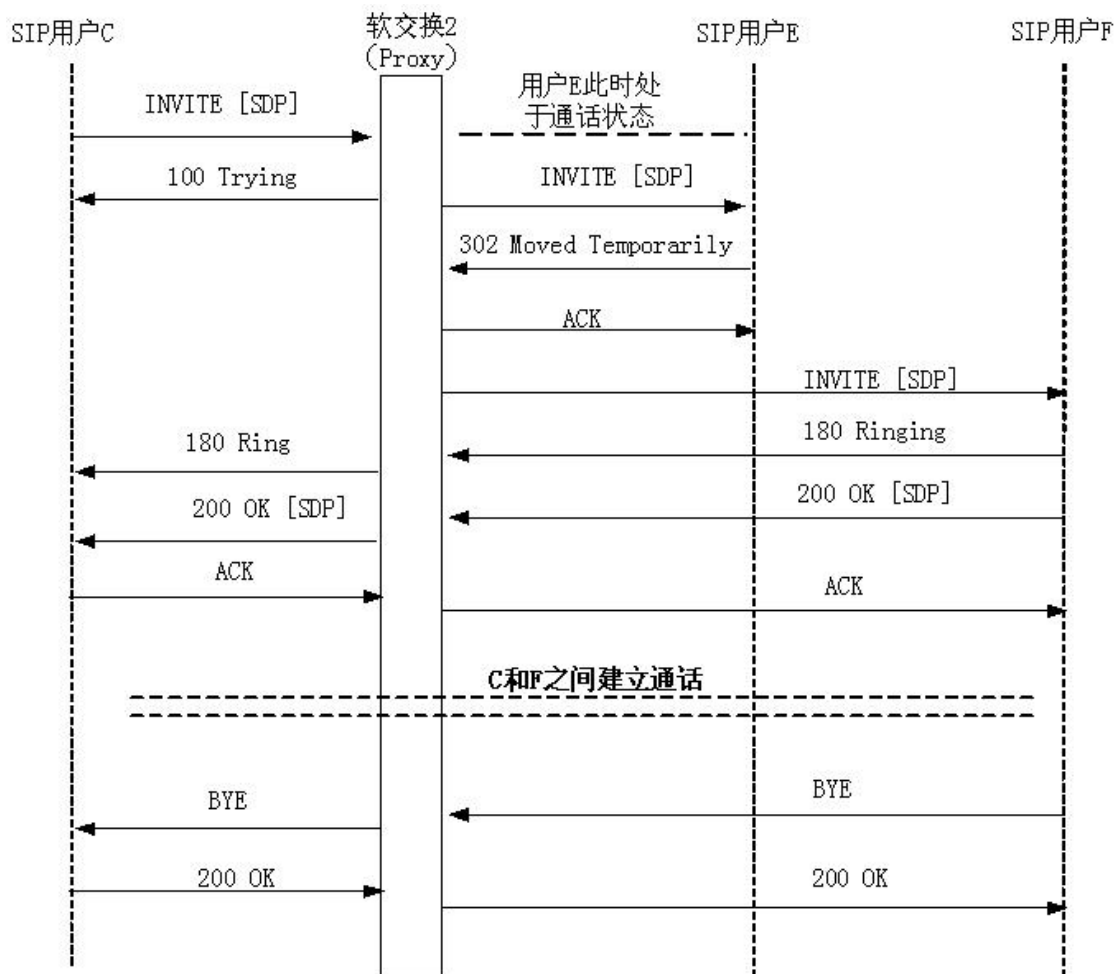 SIP用户C
软交换2
(Proxy)
SIP用户E
SIP用户F
INVITE [SDP]
用户E此时处
于通话状态
100 Trying
INVITE [SDP]
302 Moved Temporarily
ACK
INVITE [SDP]
180 Ring
180 Ringing
200 OK [SDP]
200 OK [SDP]
ACK
ACK
C和F之间建立通话
BYE
BYE
200 OK
200 OK